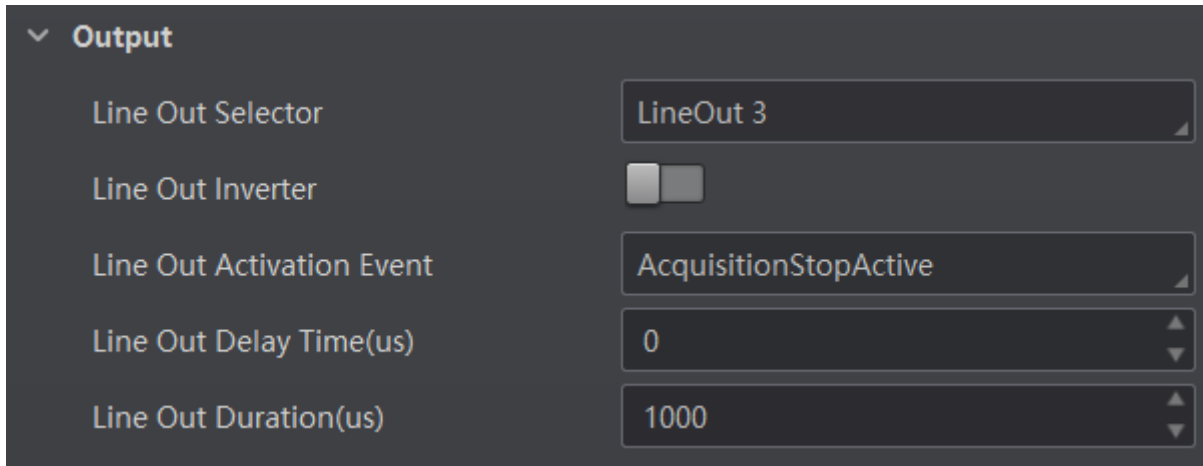 Output
Line Out Selector LineOut 3
Line Out Inverter
Line Out Activation Event AcquisitionStopActive
Line Out Delay Time(us) 0
Line Out Duration(us) 1000